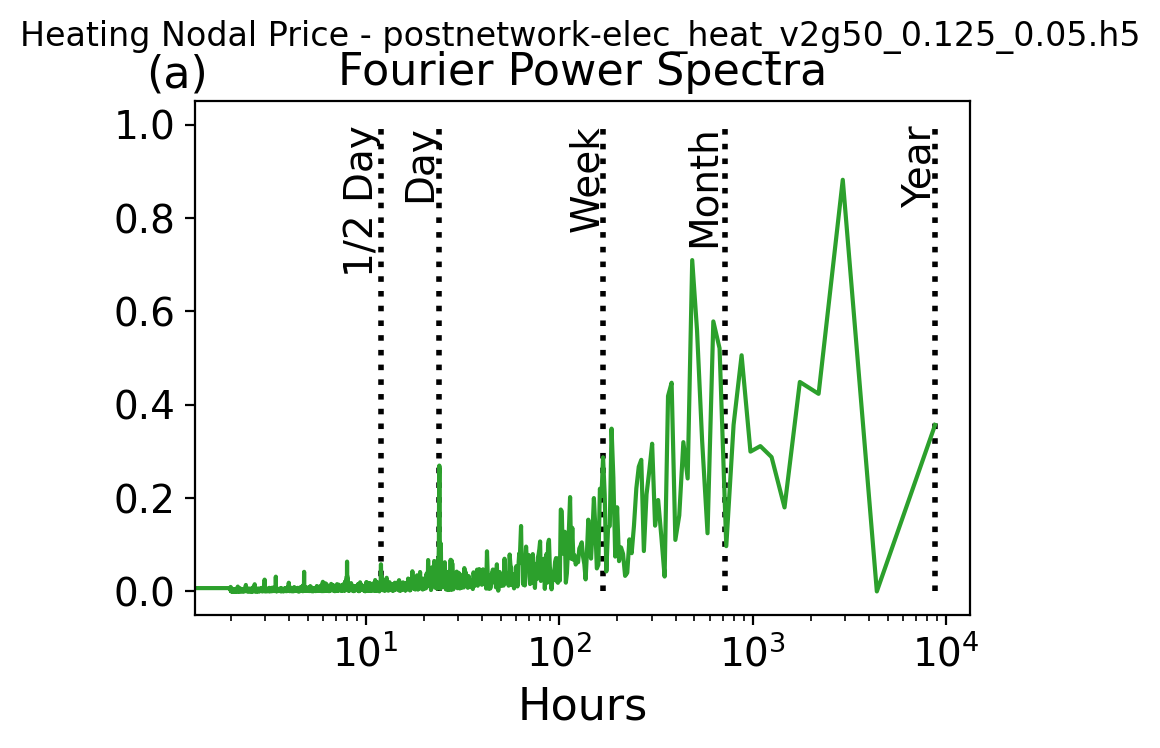 Heating Nodal Price - postnetwork-elec_heat_v2g50_0.125_0.05.h5
(a) Fourier Power Spectra
1.0
0.8
0.6
0.4
0.2
0.0
1/2 Day
Day
Week
Month
Year
10¹ 10² 10³ 10⁴
Hours